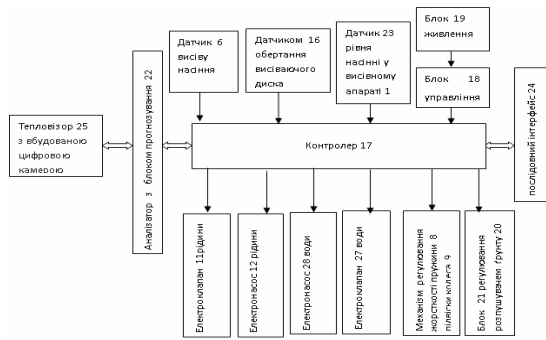 Датчик 6
висіву
насіння
Датчиком 16
обертання
висіваючого
диска
Датчик 23
рівня
насінні у
висівному
апараті 1
Блок 19
живлення
Блок 18
управління
Тепловізор 25
з вбудованою
цифровою
камерою
Аналізатор з блоком прогнозування 22
Контролер 17
послідовний інтерфейс 24
Електроклапан 11рідини
Електронасос 12 рідини
Електронасос 28 води
Електроклапан 27 води
Механізм регулювання
жорсткості пружини 8
підвіски колеса 9
Блок 21 регулювання
розпушувачем ґрунту 20